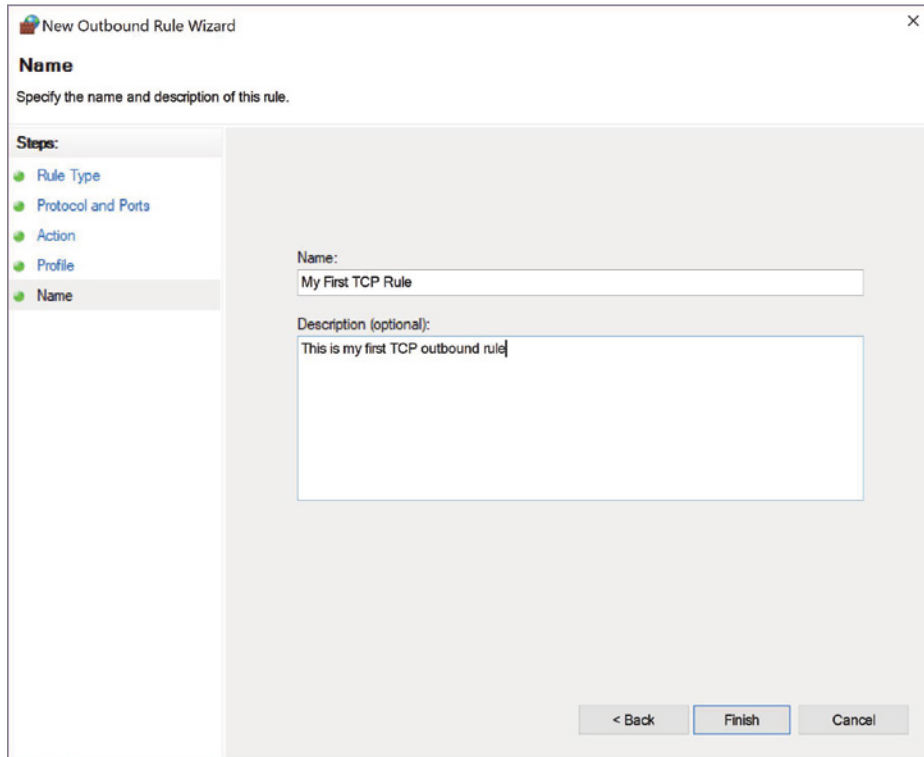 New Outbound Rule Wizard
Name
Specify the name and description of this rule.
Steps:
Rule Type
Protocol and Ports
Action
Profile
Name
Name:
My First TCP Rule
Description (optional):
This is my first TCP outbound rule
< Back
Finish
Cancel